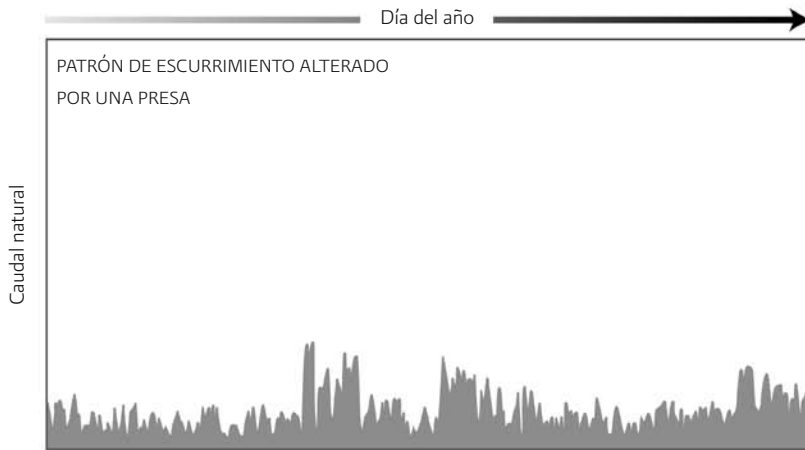 Día del año
PATRÓN DE ESCURRIMIENTO ALTERADO
POR UNA PRESA
Caudal natural